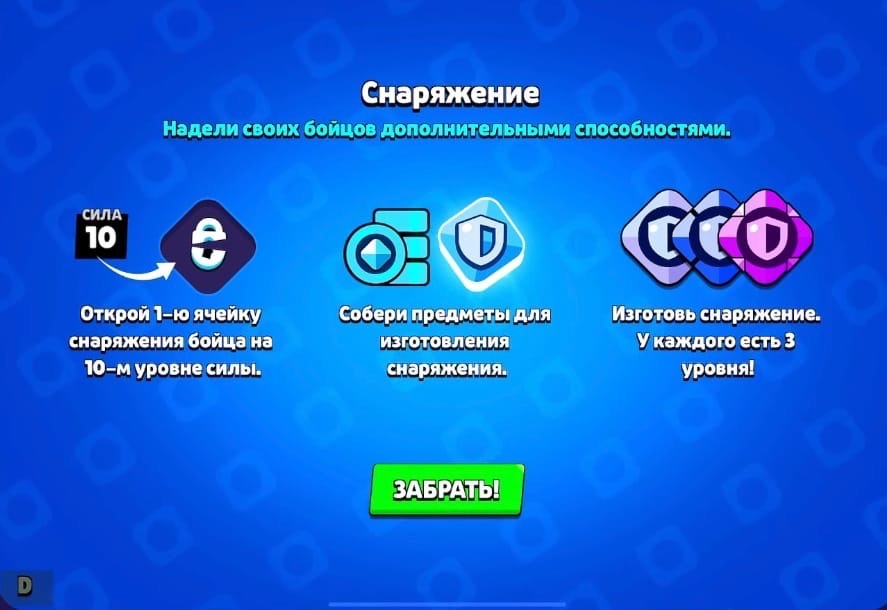 Снаряжение
Надели своих бойцов дополнительными способностями.
СИЛА
10
Открой 1-ю ячейку
снаряжения бойца на
10-м уровне силы.
Собери предметы для
изготовления
снаряжения.
Изготовь снаряжение.
У каждого есть 3
уровня!
ЗАБРАТЬ!
D